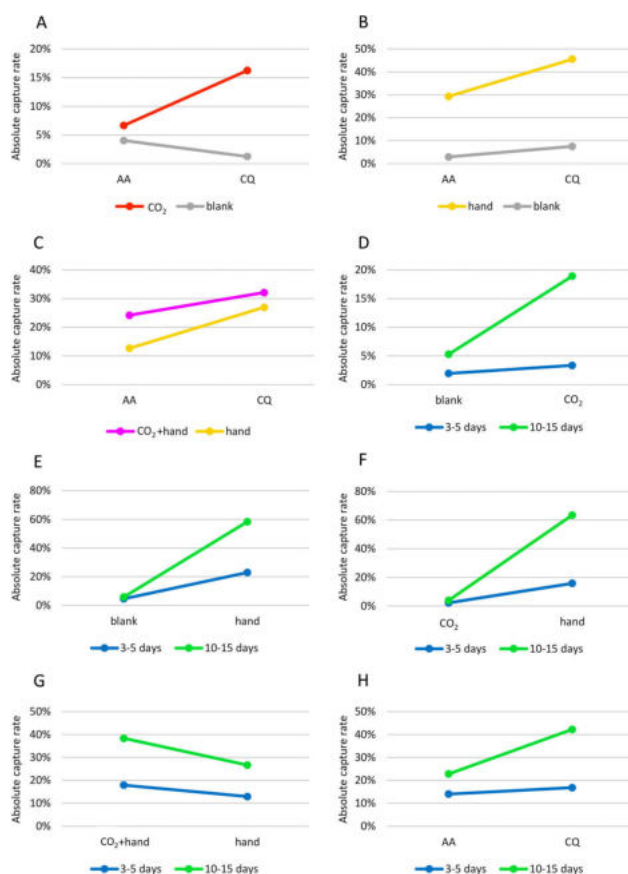 A
Absolute capture rate
20%
15%
10%
5%
0%
AA CQ
CO₂ blank
B
Absolute capture rate
50%
40%
30%
20%
10%
0%
AA CQ
hand blank
C
Absolute capture rate
40%
30%
20%
10%
0%
AA CQ
CO₂+hand hand
D
Absolute capture rate
20%
15%
10%
5%
0%
blank CO₂
3-5 days 10-15 days
E
Absolute capture rate
80%
60%
40%
20%
0%
blank hand
3-5 days 10-15 days
F
Absolute capture rate
80%
60%
40%
20%
0%
CO₂ hand
3-5 days 10-15 days
G
Absolute capture rate
50%
40%
30%
20%
10%
0%
CO₂+hand hand
3-5 days 10-15 days
H
Absolute capture rate
50%
40%
30%
20%
10%
0%
AA CQ
3-5 days 10-15 days